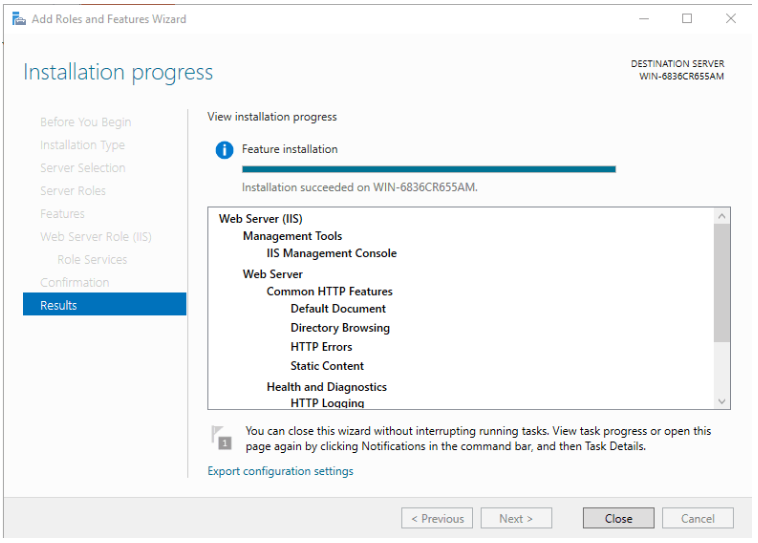 Add Roles and Features Wizard
Installation progress
DESTINATION SERVER
WIN-6836CR655AM
Before You Begin
Installation Type
Server Selection
Server Roles
Features
Web Server Role (IIS)
Role Services
Confirmation
Results
View installation progress
Feature installation
Installation succeeded on WIN-6836CR655AM.
Web Server (IIS)
Management Tools
IIS Management Console
Web Server
Common HTTP Features
Default Document
Directory Browsing
HTTP Errors
Static Content
Health and Diagnostics
HTTP Logging
1
You can close this wizard without interrupting running tasks. View task progress or open this
page again by clicking Notifications in the command bar, and then Task Details.
Export configuration settings
< Previous
Next >
Close
Cancel